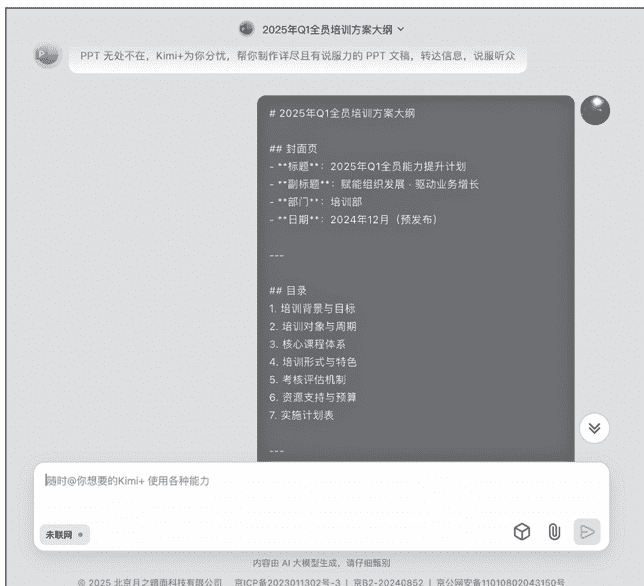 2025年Q1全员培训方案大纲
PPT 无处不在，Kimi+为你分忧，帮你制作详尽且有说服力的 PPT 文稿，转达信息，说服听众
# 2025年Q1全员培训方案大纲
## 封面页
- **标题**：2025年Q1全员能力提升计划
- **副标题**：赋能组织发展 · 驱动业务增长
- **部门**：培训部
- **日期**：2024年12月（预发布）
---
## 目录
1. 培训背景与目标
2. 培训对象与周期
3. 核心课程体系
4. 培训形式与特色
5. 考核评估机制
6. 资源支持与预算
7. 实施计划表
---
随时@你想要的Kimi+ 使用各种能力
未联网
内容由 AI 大模型生成，请仔细甄别
© 2025 北京月之暗面科技有限公司 京ICP备2023011302号-3 | 京B2-20240852 | 京公网安备11010802043150号